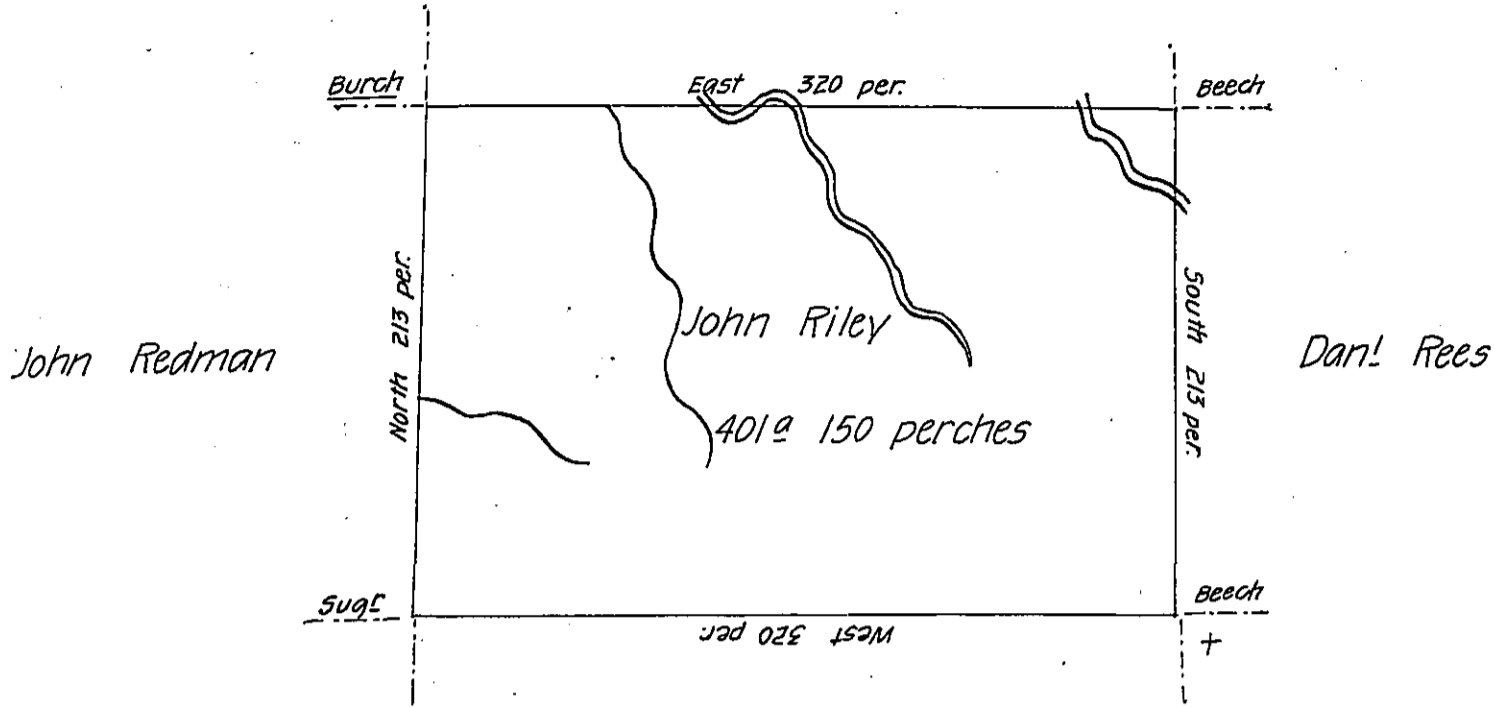 Burch
East 320 per.
Beech
North 213 per.
South 213 per.
John Redman
John Riley
Danl Rees
401a 150 perches
Sugr
Beech
West 320 per.
+